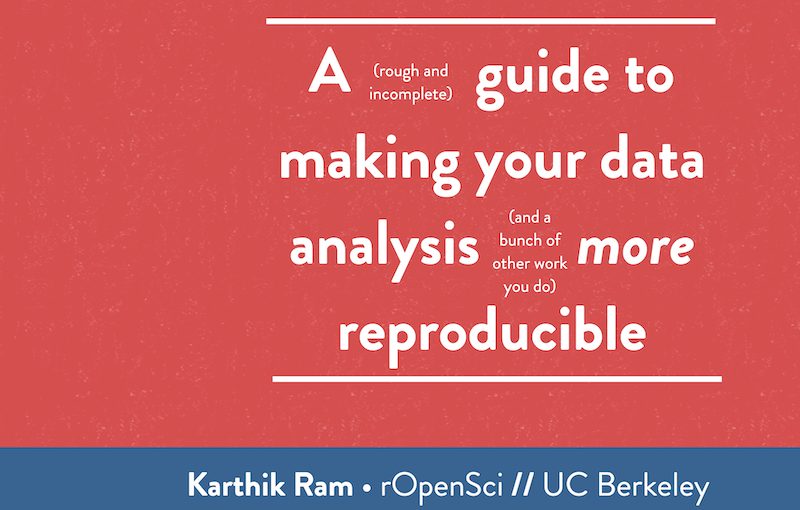 A (rough and incomplete) guide to
making your data
analysis (and a bunch of other work you do) more
reproducible
Karthik Ram • rOpenSci // UC Berkeley